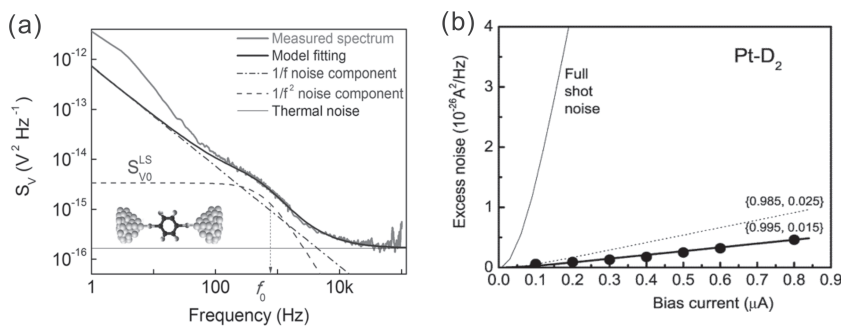 (a)
S_V (V² Hz⁻¹)
10⁻¹²
10⁻¹³
10⁻¹⁴
10⁻¹⁵
10⁻¹⁶
Measured spectrum
Model fitting
1/f noise component
1/f² noise component
Thermal noise
S_V0^LS
1
100
f₀
10k
Frequency (Hz)
(b)
Excess noise (10⁻²⁶A²/Hz)
4
3
2
1
0
Pt-D₂
Full
shot
noise
{0.985, 0.025}
{0.995, 0.015}
0.0 0.1 0.2 0.3 0.4 0.5 0.6 0.7 0.8 0.9
Bias current (μA)